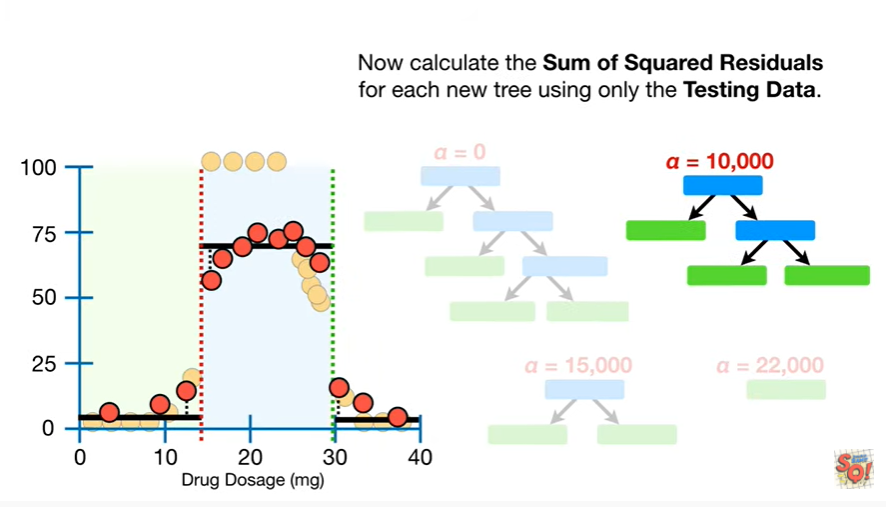 Now calculate the Sum of Squared Residuals
for each new tree using only the Testing Data.
α = 0
α = 10,000
100
75
50
25
0
0 10 20 30 40
Drug Dosage (mg)
α = 15,000
α = 22,000
SQ!